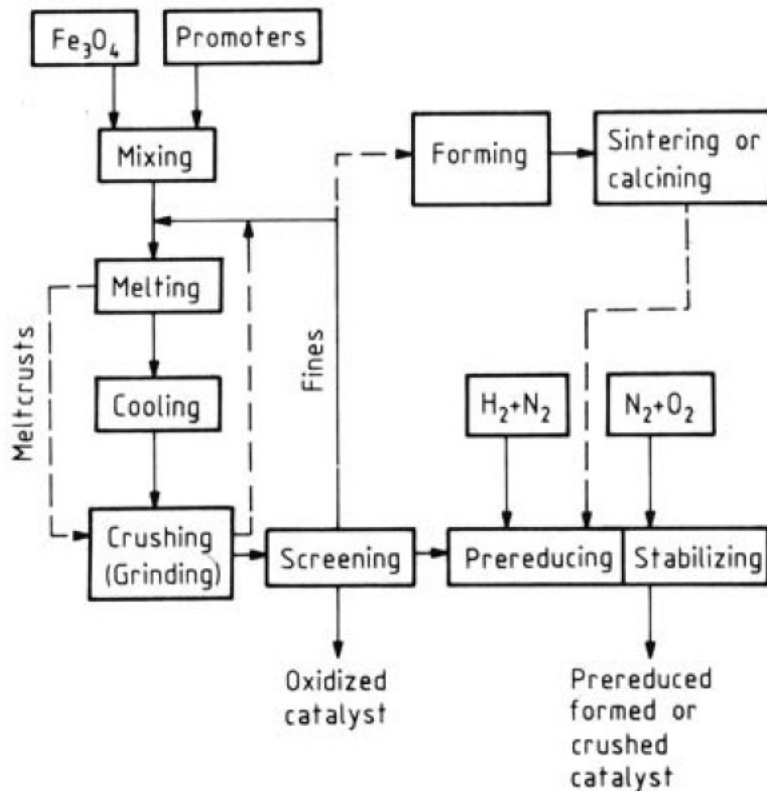 Fe₃O₄
Promoters
Mixing
Forming
Sintering or
calcining
Melting
Meltcrusts
Fines
Cooling
H₂+N₂
N₂+O₂
Crushing
(Grinding)
Screening
Prereducing
Stabilizing
Oxidized
catalyst
Prereduced
formed or
crushed
catalyst